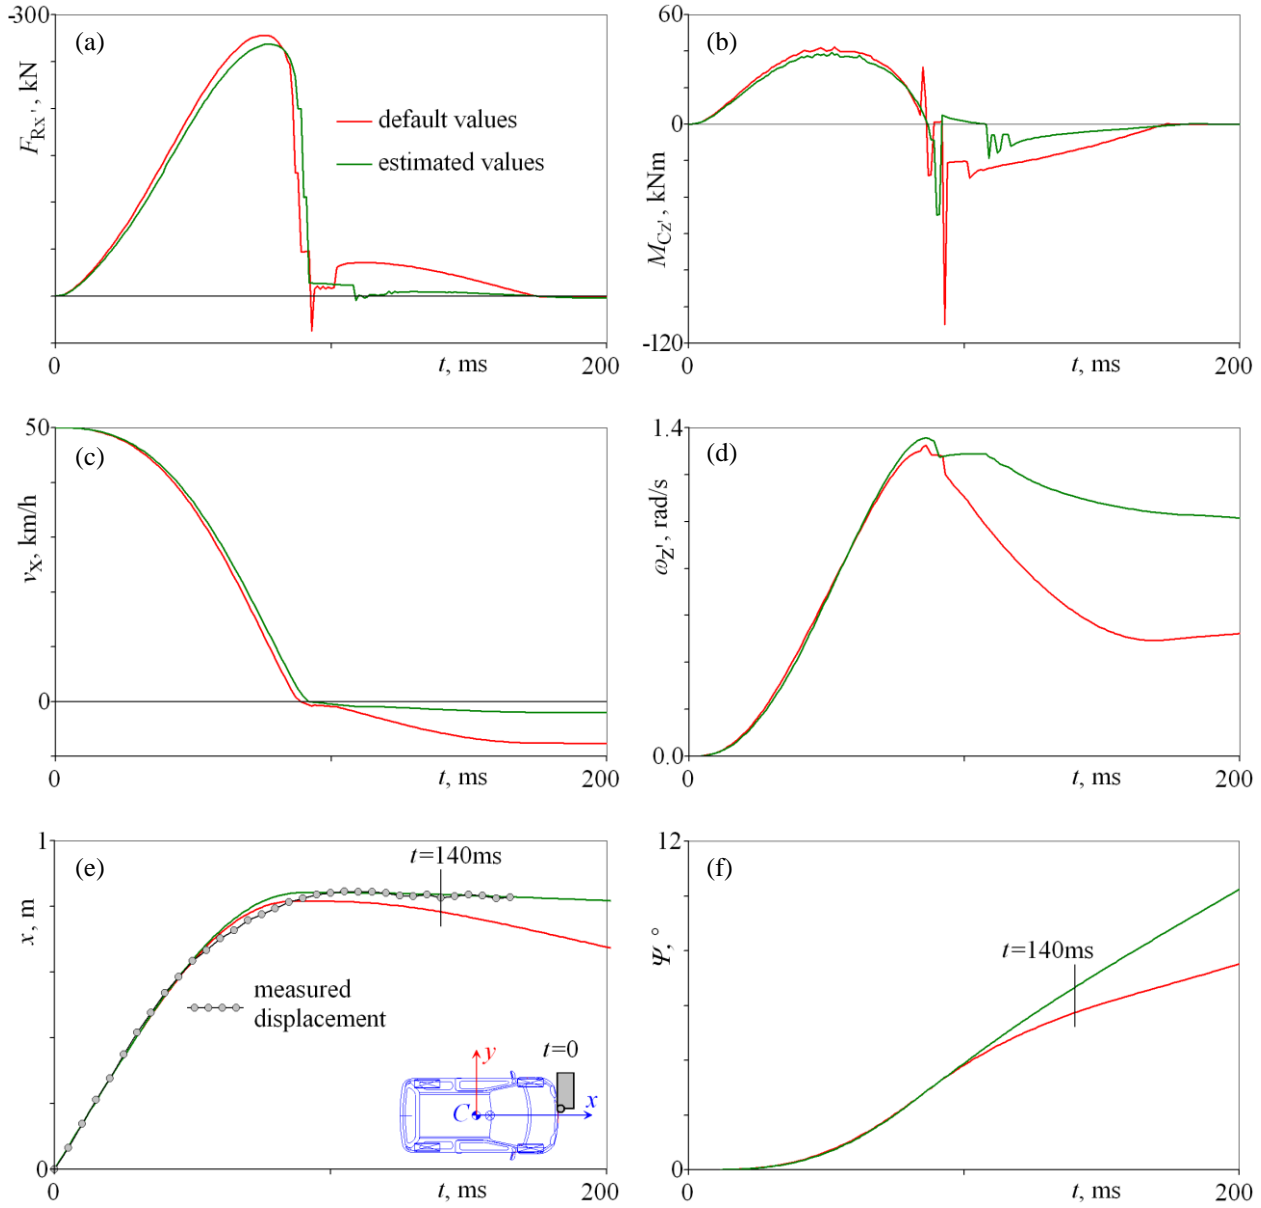 -300
(a)
F_Rx', kN
default values
estimated values
0
t, ms
200
60
(b)
0
M_Cz', kNm
-120
0
t, ms
200
50
(c)
v_X, km/h
0
0
t, ms
200
1.4
(d)
ω_Z', rad/s
0.0
0
t, ms
200
1
(e)
t=140ms
x, m
measured
displacement
t=0
y
C
x
0
0
t, ms
200
12
(f)
Ψ, °
t=140ms
0
0
t, ms
200